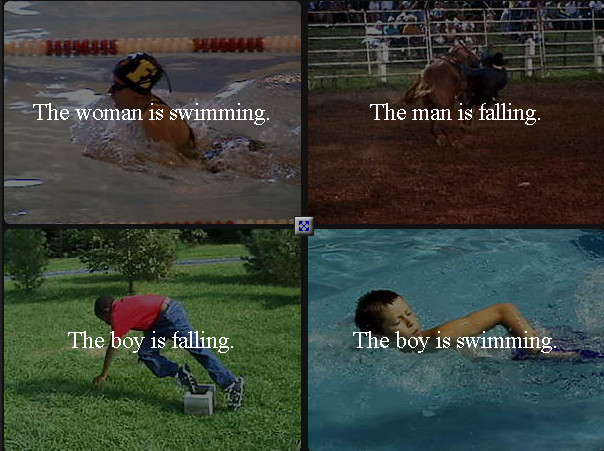 The woman is swimming.
The man is falling.
The boy is falling.
The boy is swimming.